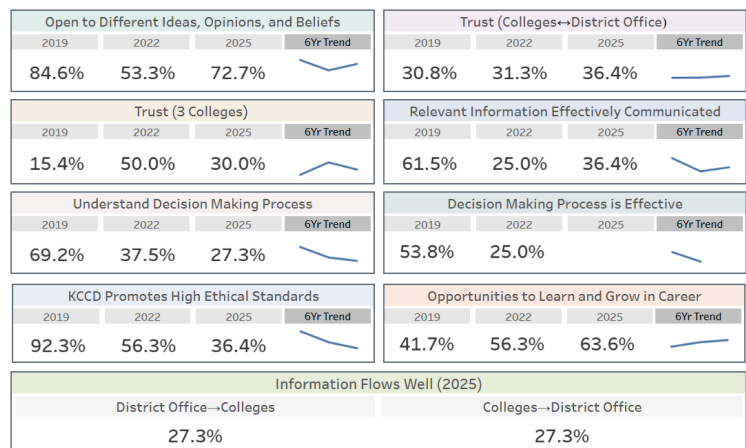 Open to Different Ideas, Opinions, and Beliefs
2019 2022 2025 6Yr Trend
84.6% 53.3% 72.7%
Trust (Colleges↔District Office)
2019 2022 2025 6Yr Trend
30.8% 31.3% 36.4%
Trust (3 Colleges)
2019 2022 2025 6Yr Trend
15.4% 50.0% 30.0%
Relevant Information Effectively Communicated
2019 2022 2025 6Yr Trend
61.5% 25.0% 36.4%
Understand Decision Making Process
2019 2022 2025 6Yr Trend
69.2% 37.5% 27.3%
Decision Making Process is Effective
2019 2022 2025 6Yr Trend
53.8% 25.0%
KCCD Promotes High Ethical Standards
2019 2022 2025 6Yr Trend
92.3% 56.3% 36.4%
Opportunities to Learn and Grow in Career
2019 2022 2025 6Yr Trend
41.7% 56.3% 63.6%
Information Flows Well (2025)
District Office→Colleges Colleges→District Office
27.3% 27.3%